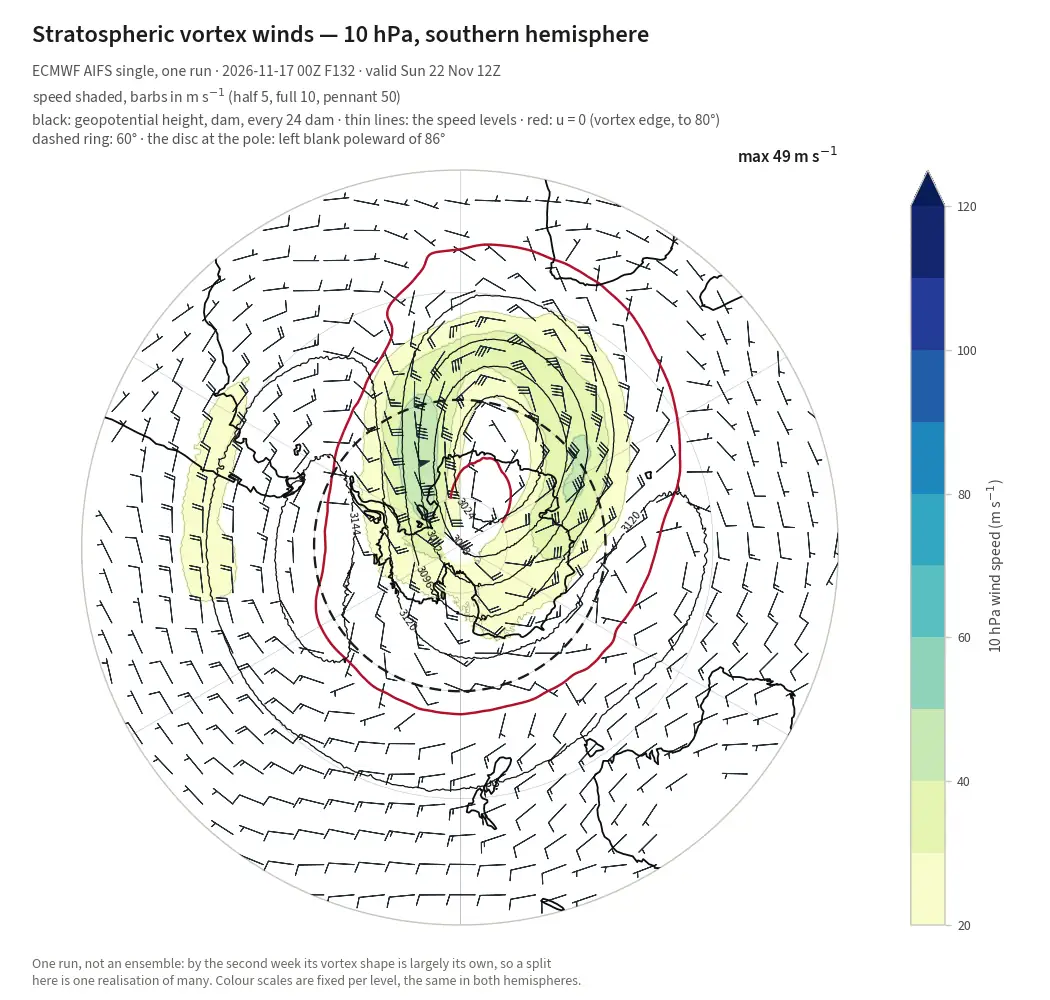 Stratospheric vortex winds — 10 hPa, southern hemisphere
ECMWF AIFS single, one run · 2026-11-17 00Z F132 · valid Sun 22 Nov 12Z
speed shaded, barbs in m s⁻¹ (half 5, full 10, pennant 50)
black: geopotential height, dam, every 24 dam · thin lines: the speed levels · red: u = 0 (vortex edge, to 80°)
dashed ring: 60° · the disc at the pole: left blank poleward of 86°
max 49 m s⁻¹
120
100
80
60
40
20
10 hPa wind speed (m s⁻¹)
3024
3120
3144
3096
3120
One run, not an ensemble: by the second week its vortex shape is largely its own, so a split
here is one realisation of many. Colour scales are fixed per level, the same in both hemispheres.